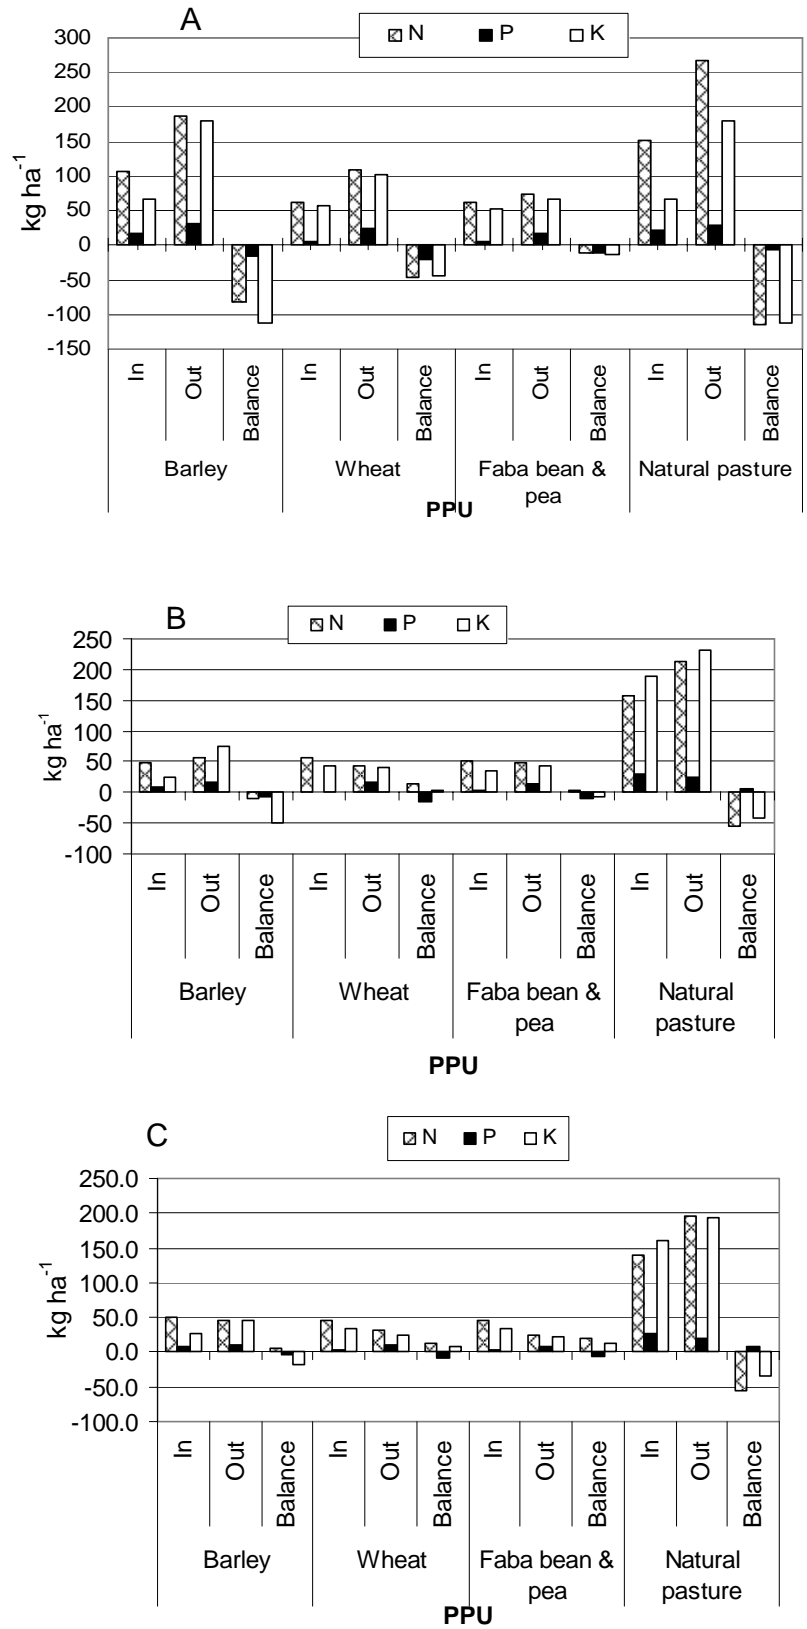 A
N P K
300
250
200
150
100
50
0
-50
-100
-150
kg ha-1
In Out Balance In Out Balance In Out Balance In Out Balance
Barley Wheat Faba bean & Natural pasture
pea
PPU
B
N P K
250
200
150
100
50
0
-50
-100
kg ha-1
In Out Balance In Out Balance In Out Balance In Out Balance
Barley Wheat Faba bean & Natural
pea pasture
PPU
C
N P K
250.0
200.0
150.0
100.0
50.0
0.0
-50.0
-100.0
kg ha-1
In Out Balance In Out Balance In Out Balance In Out Balance
Barley Wheat Faba bean & Natural
pea pasture
PPU